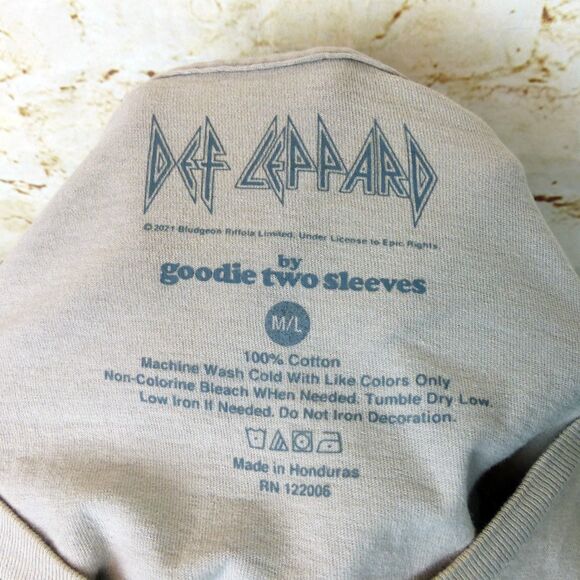 DEF LEPPARD
© 2021 Bludgeon Riffola Limited. Under License to Epic Rights.
by
goodie two sleeves
M/L
100% Cotton
Machine Wash Cold With Like Colors Only
Non-Colorine Bleach WHen Needed. Tumble Dry Low.
Low Iron If Needed. Do Not Iron Decoration.
Made in Honduras
RN 122006